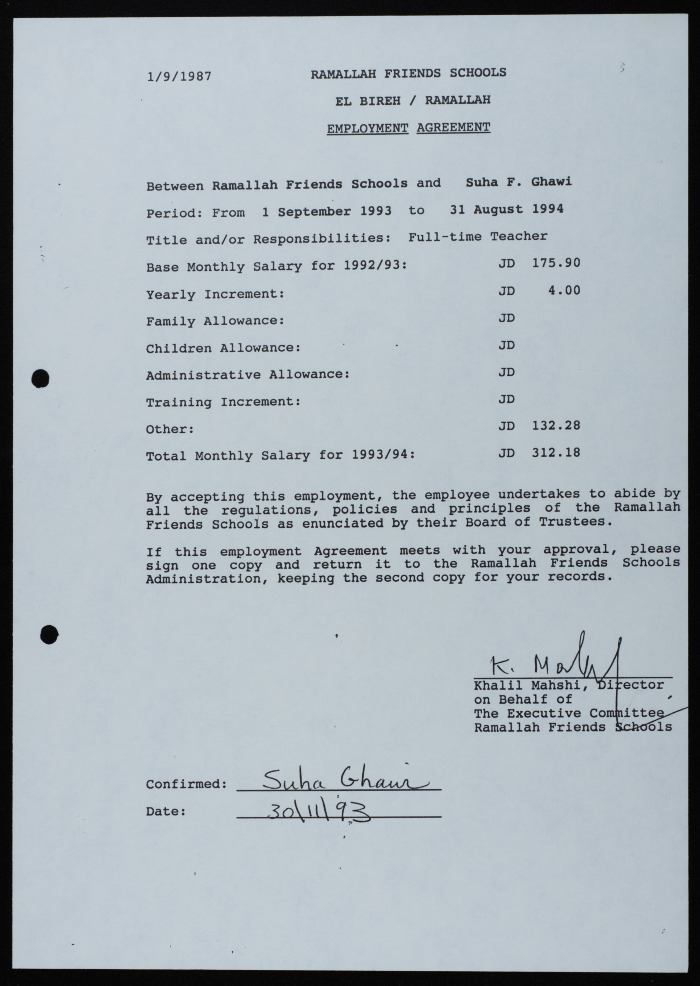 1/9/1987
RAMALLAH FRIENDS SCHOOLS
EL BIREH / RAMALLAH
EMPLOYMENT AGREEMENT
Between Ramallah Friends Schools and Suha F. Ghawi
Period: From 1 September 1993 to 31 August 1994
Title and/or Responsibilities: Full-time Teacher
Base Monthly Salary for 1992/93: JD 175.90
Yearly Increment: JD 4.00
Family Allowance: JD
Children Allowance: JD
Administrative Allowance: JD
Training Increment: JD
Other: JD 132.28
Total Monthly Salary for 1993/94: JD 312.18
By accepting this employment, the employee undertakes to abide by
all the regulations, policies and principles of the Ramallah
Friends Schools as enunciated by their Board of Trustees.
If this employment Agreement meets with your approval, please
sign one copy and return it to the Ramallah Friends Schools
Administration, keeping the second copy for your records.
K.
Khalil Mahshi, Director
on Behalf of
The Executive Committee
Ramallah Friends Schools
Confirmed: Suha Ghawi
Date: 30/11/93